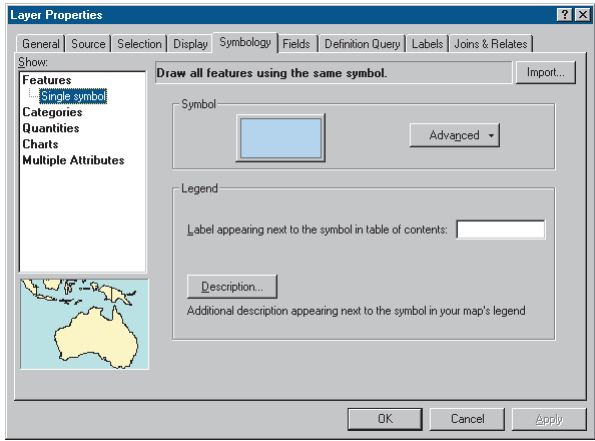 Layer Properties
General Source Selection Display Symbology Fields Definition Query Labels Joins & Relates
Show:
Features
Single symbol
Categories
Quantities
Charts
Multiple Attributes
Draw all features using the same symbol.
Import...
Symbol
Advanced
Legend
Label appearing next to the symbol in table of contents:
Description...
Additional description appearing next to the symbol in your map's legend
OK Cancel Apply